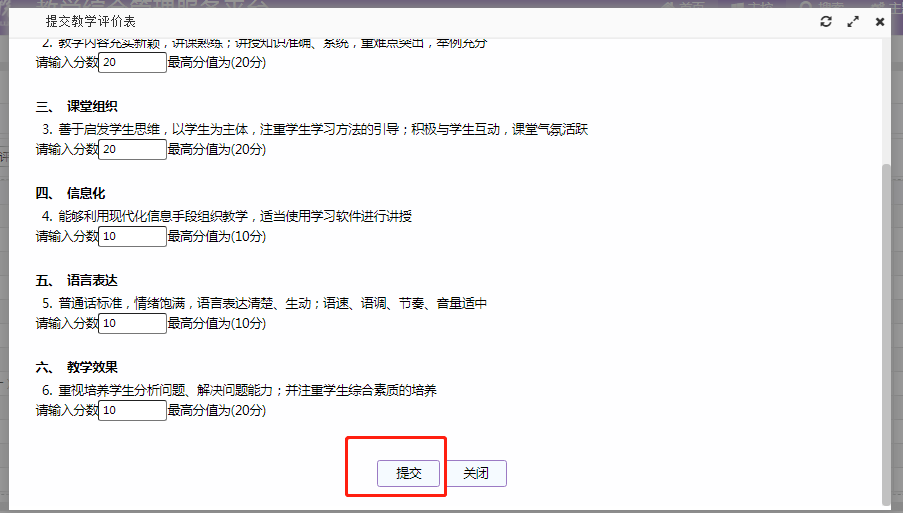 教学综合管理服务平台
提交教学评价表
2. 教学内容充实新颖，讲课熟练；讲授知识准确、系统，重难点突出，举例充分
请输入分数 20 最高分值为(20分)
三、 课堂组织
3. 善于启发学生思维，以学生为主体，注重学生学习方法的引导；积极与学生互动，课堂气氛活跃
请输入分数 20 最高分值为(20分)
四、 信息化
4. 能够利用现代化信息手段组织教学，适当使用学习软件进行讲授
请输入分数 10 最高分值为(10分)
五、 语言表达
5. 普通话标准，情绪饱满，语言表达清楚、生动；语速、语调、节奏、音量适中
请输入分数 10 最高分值为(10分)
六、 教学效果
6. 重视培养学生分析问题、解决问题能力；并注重学生综合素质的培养
请输入分数 10 最高分值为(20分)
提交 关闭